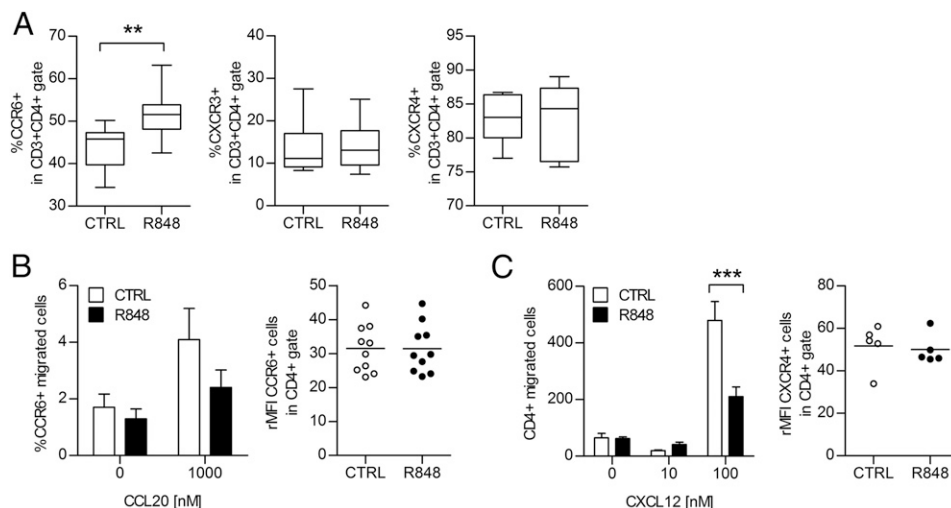 A
**
%CCR6+
in CD3+CD4+ gate
70
60
50
40
30
CTRL
R848
%CXCR3+
in CD3+CD4+ gate
40
30
20
10
0
CTRL
R848
%CXCR4+
in CD3+CD4+ gate
95
90
85
80
75
70
CTRL
R848
B
%CCR6+ migrated cells
6
4
2
0
CTRL
R848
0
1000
CCL20 [nM]
rMFI CCR6+ cells
in CD4+ gate
50
40
30
20
10
0
CTRL
R848
C
CD4+ migrated cells
600
400
200
0
CTRL
R848
***
0
10
100
CXCL12 [nM]
rMFI CXCR4+ cells
in CD4+ gate
80
60
40
20
0
CTRL
R848